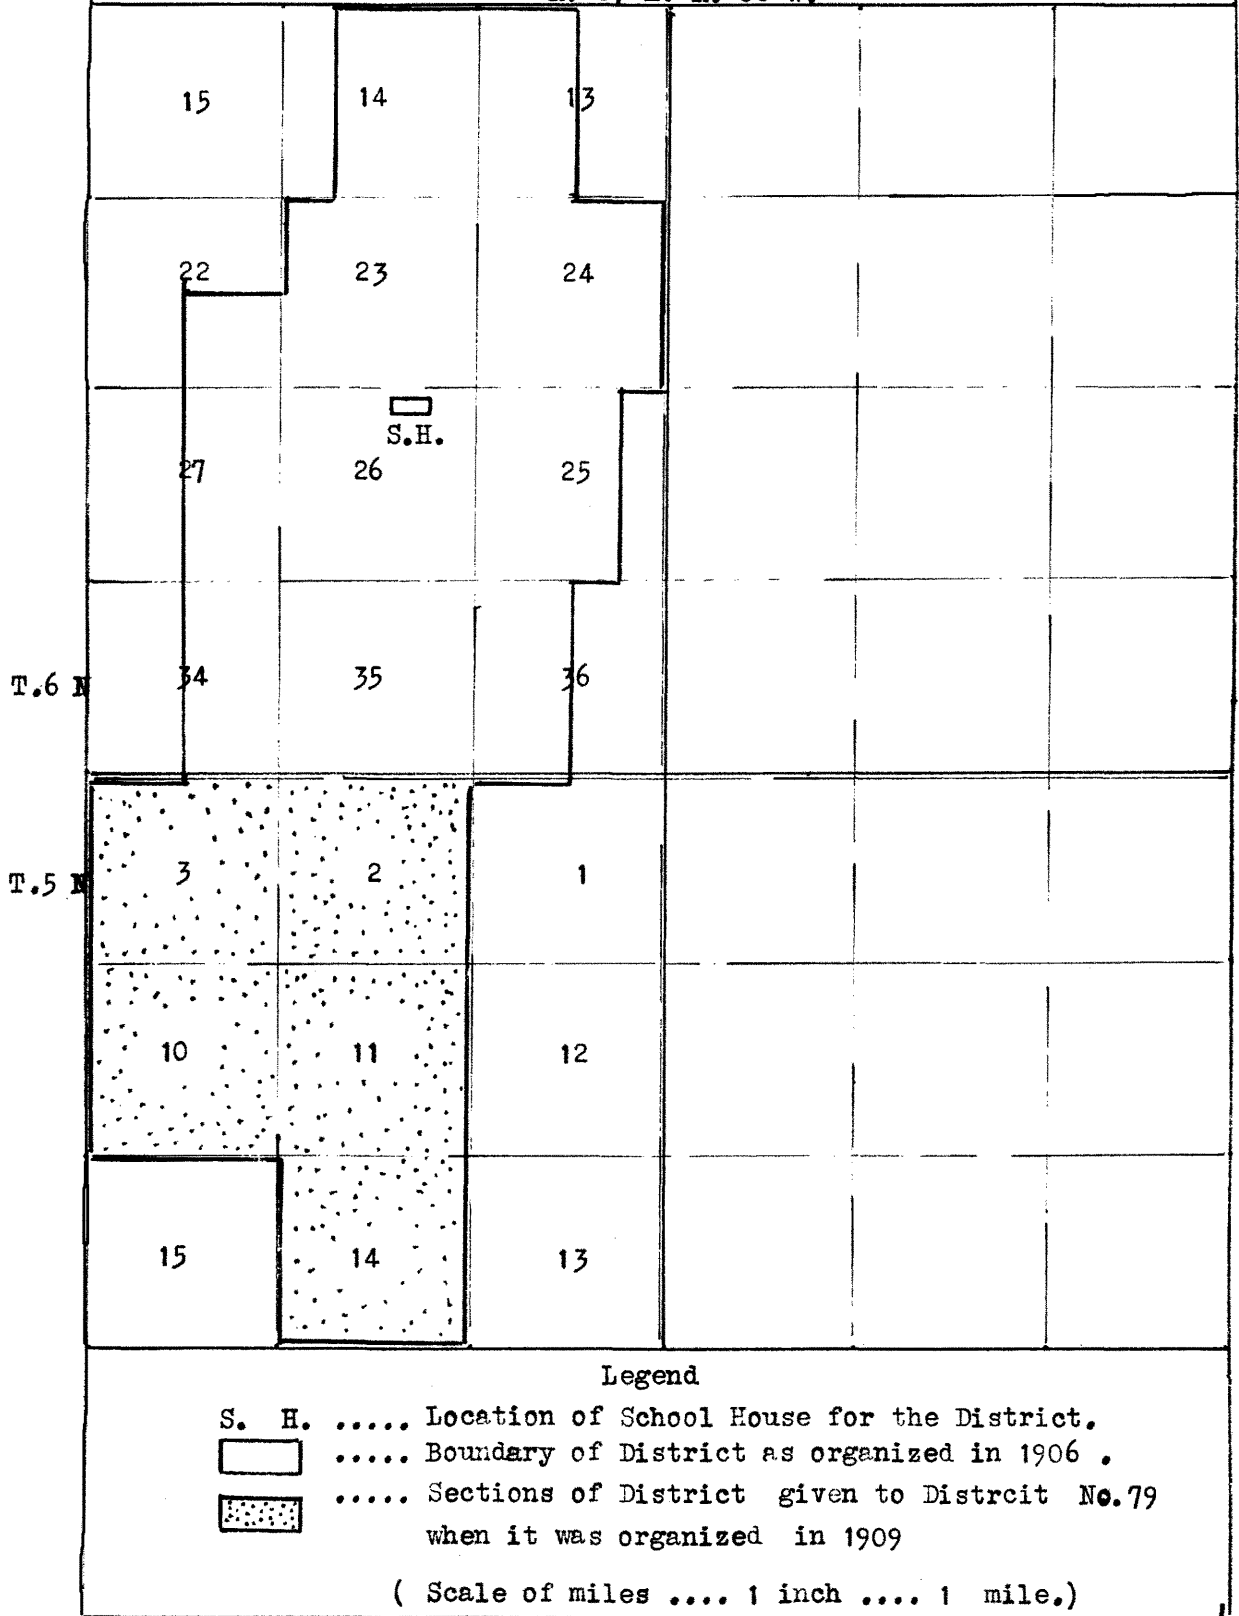 15 14 13
22 23 24
S.H.
27 26 25
T.6 N 34 35 36
T.5 N 3 2 1
10 11 12
15 14 13
Legend
S. H. ..... Location of School House for the District.
..... Boundary of District as organized in 1906 .
..... Sections of District given to Distrcit No.79
when it was organized in 1909
( Scale of miles .... 1 inch .... 1 mile.)